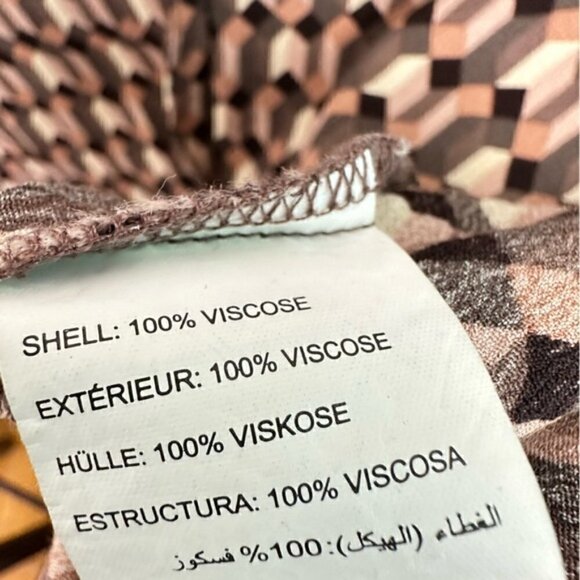 SHELL: 100% VISCOSE
EXTÉRIEUR: 100% VISCOSE
HÜLLE: 100% VISKOSE
ESTRUCTURA: 100% VISCOSA
الغطاء (الهيكل): 100% فسكوز